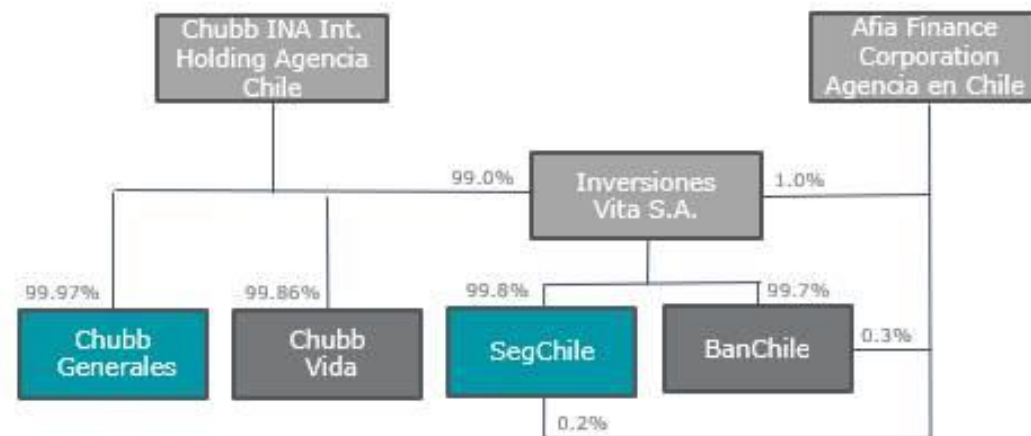 Chubb INA Int.
Holding Agencia
Chile
Afia Finance
Corporation
Agencia en Chile
99.0%
Inversiones
Vita S.A.
1.0%
99.97%
99.86%
99.8%
99.7%
Chubb
Generales
Chubb
Vida
SegChile
BanChile
0.3%
0.2%